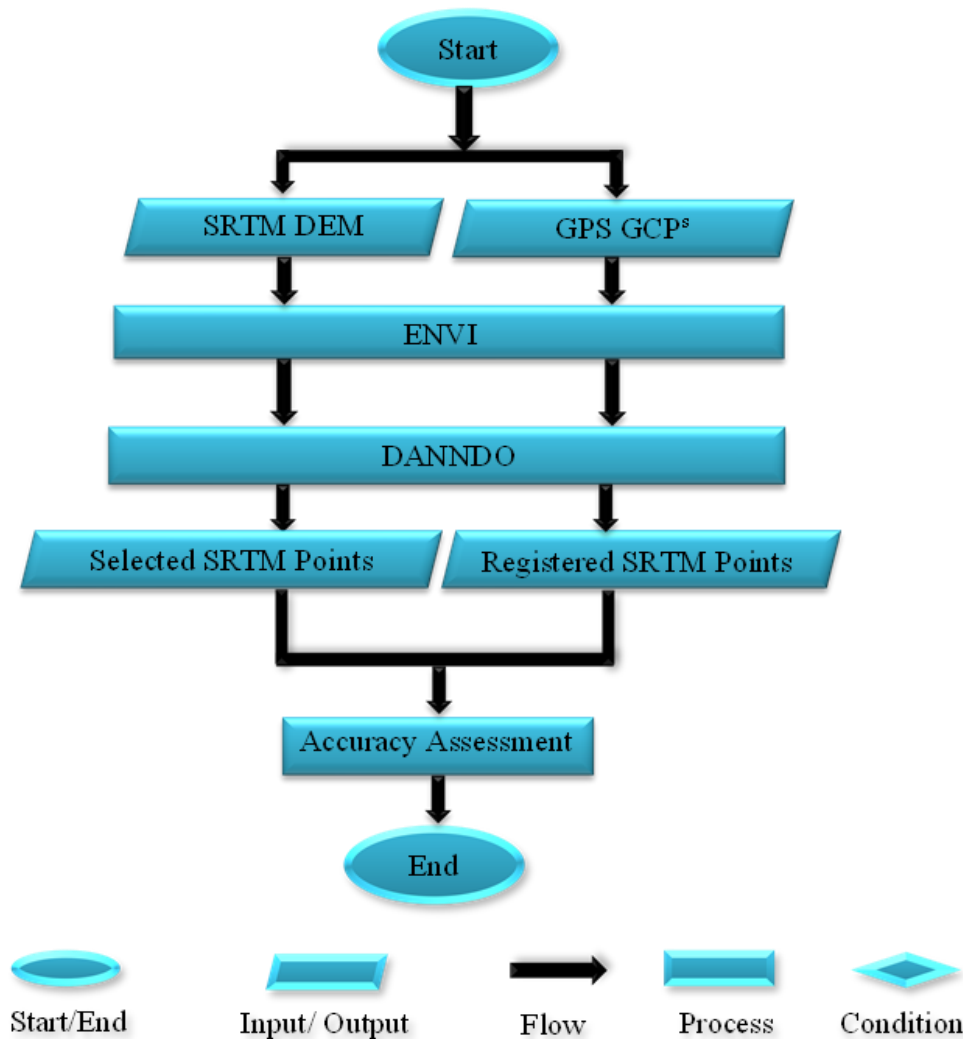 Start
SRTM DEM
GPS GCPˢ
ENVI
DANNDO
Selected SRTM Points
Registered SRTM Points
Accuracy Assessment
End
Start/End
Input/ Output
Flow
Process
Condition